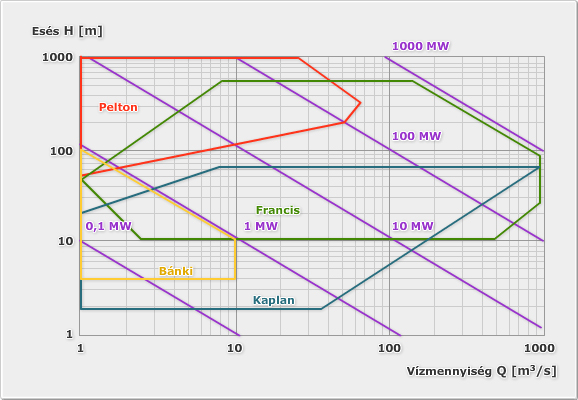 Esés H [m]
1000 MW
1000
Pelton
100 MW
100
Francis
0,1 MW
1 MW
10 MW
10
Bánki
Kaplan
1
1
10
100
1000
Vízmennyiség Q [m³/s]